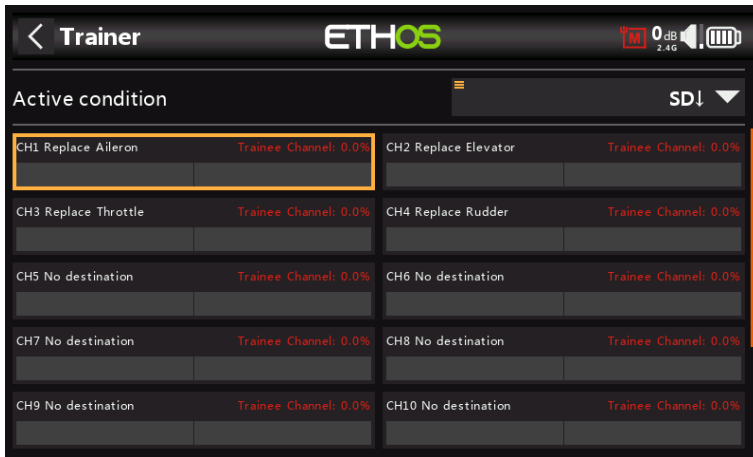 Trainer
ETHOS
M
0dB
2.4G
Active condition
SD↓
CH1 Replace Aileron Trainee Channel: 0.0%
CH2 Replace Elevator Trainee Channel: 0.0%
CH3 Replace Throttle Trainee Channel: 0.0%
CH4 Replace Rudder Trainee Channel: 0.0%
CH5 No destination Trainee Channel: 0.0%
CH6 No destination Trainee Channel: 0.0%
CH7 No destination Trainee Channel: 0.0%
CH8 No destination Trainee Channel: 0.0%
CH9 No destination Trainee Channel: 0.0%
CH10 No destination Trainee Channel: 0.0%